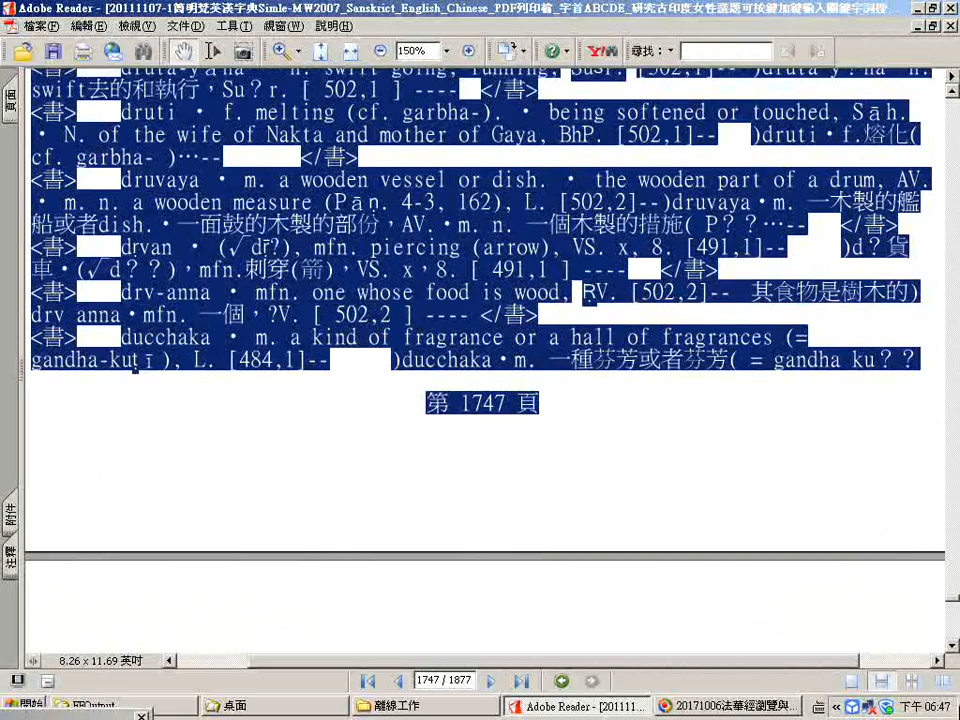 Adobe Reader - [20111107-1簡明梵英漢字典Simle-MW2007_Sanskrict_English_Chinese_PDF列印檔_字首ABCDE_研究古印度女性議題可按鍵加鍵輸入關鍵字詞搜
檔案(F) 編輯(E) 檢視(V) 文件(D) 工具(T) 視窗(W) 說明(H)
150% Y! 尋找：
頁面
swift去的和執行，Su？r. [ 502,1 ] ---- </書>
<書> druti ‧ f. melting (cf. garbha-). ‧ being softened or touched, Sāh.
‧ N. of the wife of Nakta and mother of Gaya, BhP. [502,1]-- )druti‧f.熔化(
cf. garbha- )…-- </書>
<書> druvaya ‧ m. a wooden vessel or dish. ‧ the wooden part of a drum, AV.
‧ m. n. a wooden measure (Pāṇ. 4-3, 162), L. [502,2]--)druvaya‧m. 一木製的艦
船或者dish.‧一面鼓的木製的部份，AV.‧m. n. 一個木製的措施( P？？…-- </書>
<書> dṛvan ‧ (√dṝ?), mfn. piercing (arrow), VS. x, 8. [491,1]-- )d？貨
車‧(√d？？)，mfn.刺穿(箭)，VS. x，8. [ 491,1 ] ---- </書>
<書> drv-anna ‧ mfn. one whose food is wood, ṚV. [502,2]-- 其食物是樹木的)
drv anna‧mfn. 一個，?V. [ 502,2 ] ---- </書>
<書> ducchaka ‧ m. a kind of fragrance or a hall of fragrances (=
gandha-kuṭī), L. [484,1]-- )ducchaka‧m. 一種芬芳或者芬芳( = gandha ku？？
第 1747 頁
附件
注釋
8.26 x 11.69 英吋
1747 / 1877
開始 FFOutput 桌面 離線工作 Adobe Reader - [2011... 20171006法華經瀏覽與... 下午 06:47